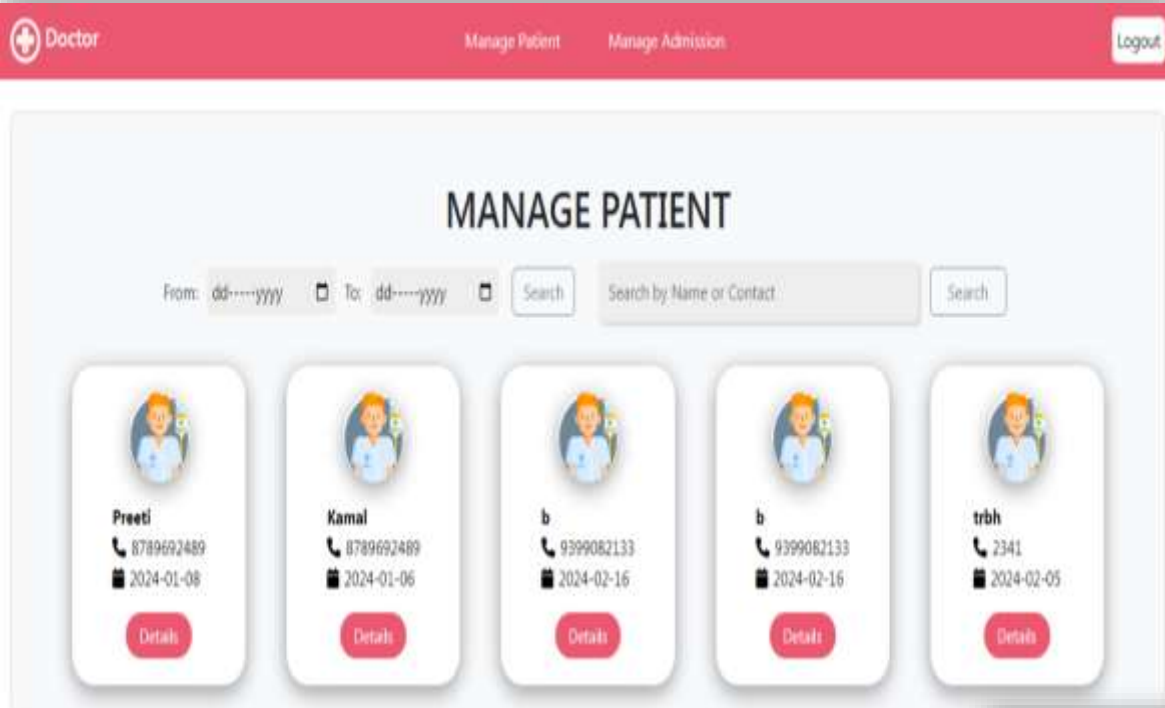 Doctor Manage Patient Manage Admission Logout
MANAGE PATIENT
From: dd-----yyyy To: dd-----yyyy Search Search by Name or Contact Search
Preeti Kamal b b trbh
8789692489 8789692489 9399082133 9399082133 2341
2024-01-08 2024-01-06 2024-02-16 2024-02-16 2024-02-05
Details Details Details Details Details